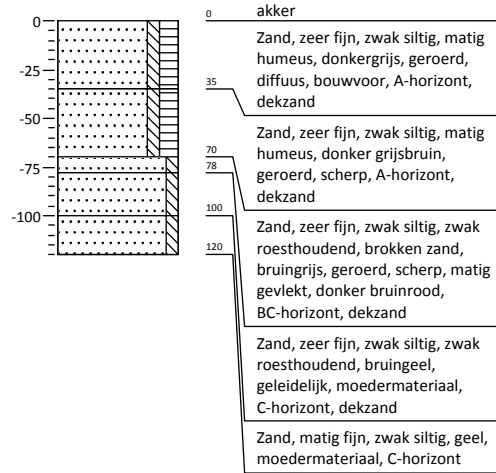 0
-25
-50
-75
-100
0
akker
Zand, zeer fijn, zwak siltig, matig
humeus, donkergrijs, geroerd,
diffuus, bouwvoor, A-horizont,
dekzand
35
Zand, zeer fijn, zwak siltig, matig
humeus, donker grijsbruin,
geroerd, scherp, A-horizont,
dekzand
70
Zand, zeer fijn, zwak siltig, zwak
roesthoudend, brokken zand,
bruingrijs, geroerd, scherp, matig
gevlekt, donker bruinrood,
BC-horizont, dekzand
78
Zand, zeer fijn, zwak siltig, zwak
roesthoudend, bruingeel,
geleidelijk, moedermateriaal,
C-horizont, dekzand
100
Zand, matig fijn, zwak siltig, geel,
moedermateriaal, C-horizont
120